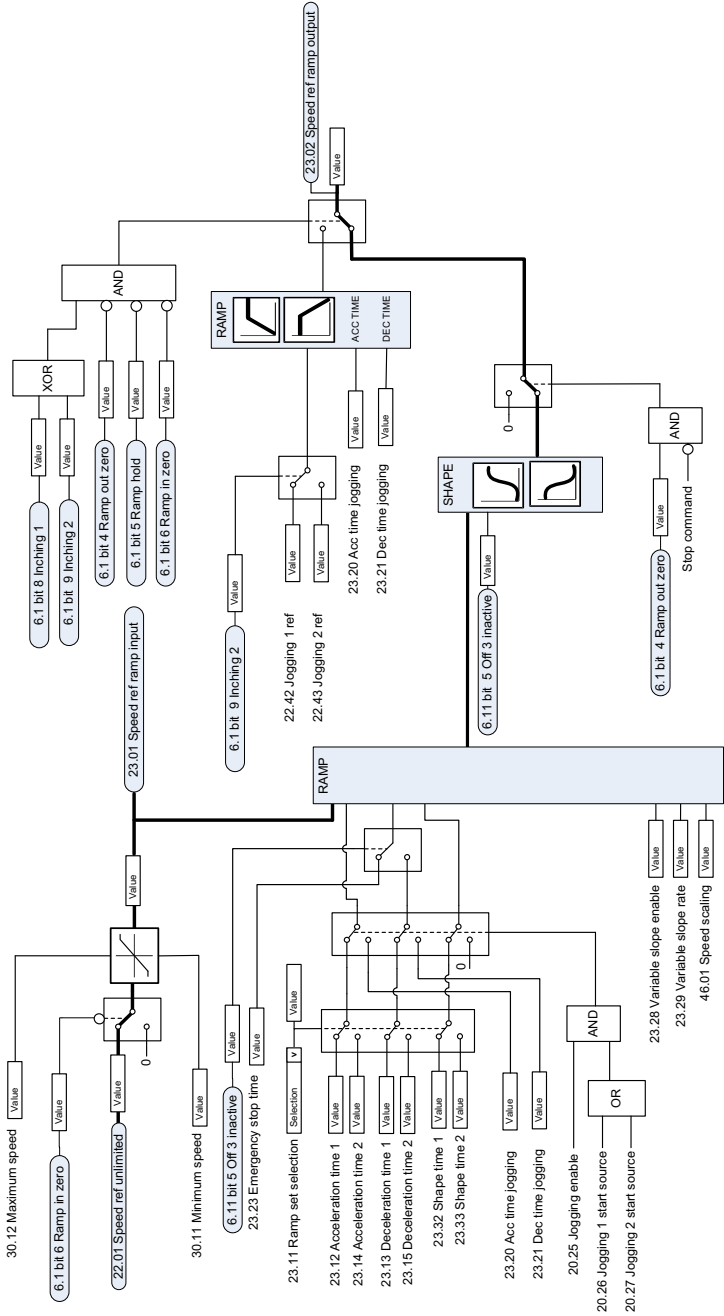 30.12 Maximum speed
Value
6.1 bit 6 Ramp in zero
Value
22.01 Speed ref unlimited
Value
0
30.11 Minimum speed
Value
Value
23.01 Speed ref ramp input
6.11 bit 5 Off 3 inactive
Value
23.23 Emergency stop time
Value
23.11 Ramp set selection
Selection
v
Value
23.12 Acceleration time 1
Value
23.14 Acceleration time 2
Value
23.13 Deceleration time 1
Value
23.15 Deceleration time 2
Value
23.32 Shape time 1
Value
23.33 Shape time 2
Value
0
23.20 Acc time jogging
Value
23.21 Dec time jogging
Value
20.25 Jogging enable
20.26 Jogging 1 start source
20.27 Jogging 2 start source
OR
AND
RAMP
23.28 Variable slope enable
Value
23.29 Variable slope rate
Value
46.01 Speed scaling
Value
6.1 bit 8 Inching 1
Value
6.1 bit 9 Inching 2
Value
XOR
6.1 bit 4 Ramp out zero
Value
6.1 bit 5 Ramp hold
Value
6.1 bit 6 Ramp in zero
Value
AND
6.1 bit 9 Inching 2
Value
22.42 Jogging 1 ref
Value
22.43 Jogging 2 ref
Value
23.20 Acc time jogging
Value
23.21 Dec time jogging
Value
RAMP
ACC TIME
DEC TIME
23.02 Speed ref ramp output
Value
SHAPE
6.11 bit 5 Off 3 inactive
Value
0
6.1 bit 4 Ramp out zero
Value
Stop command
AND